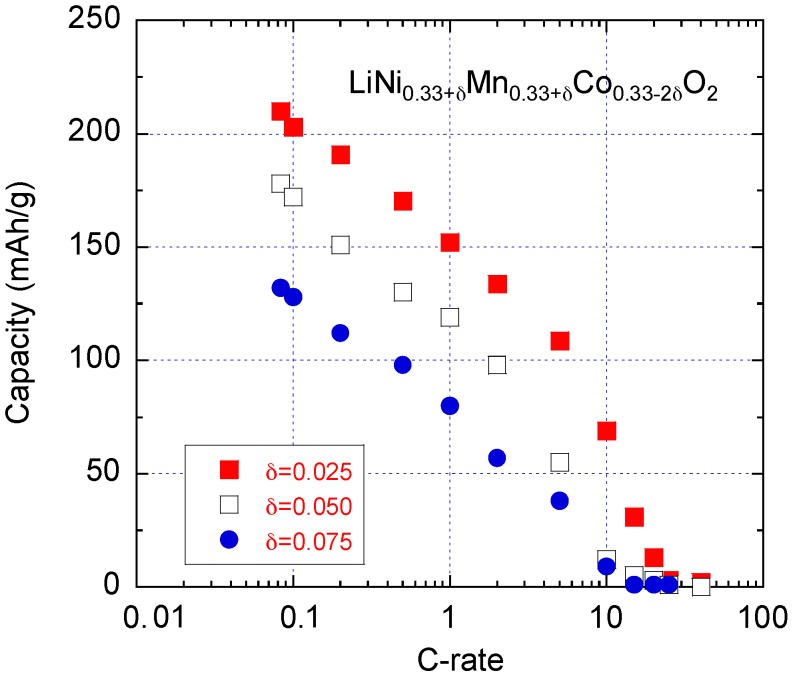 250
LiNi0.33+δMn0.33+δCo0.33-2δO2
200
150
100
50
0
Capacity (mAh/g)
δ=0.025
δ=0.050
δ=0.075
0.01 0.1 1 10 100
C-rate